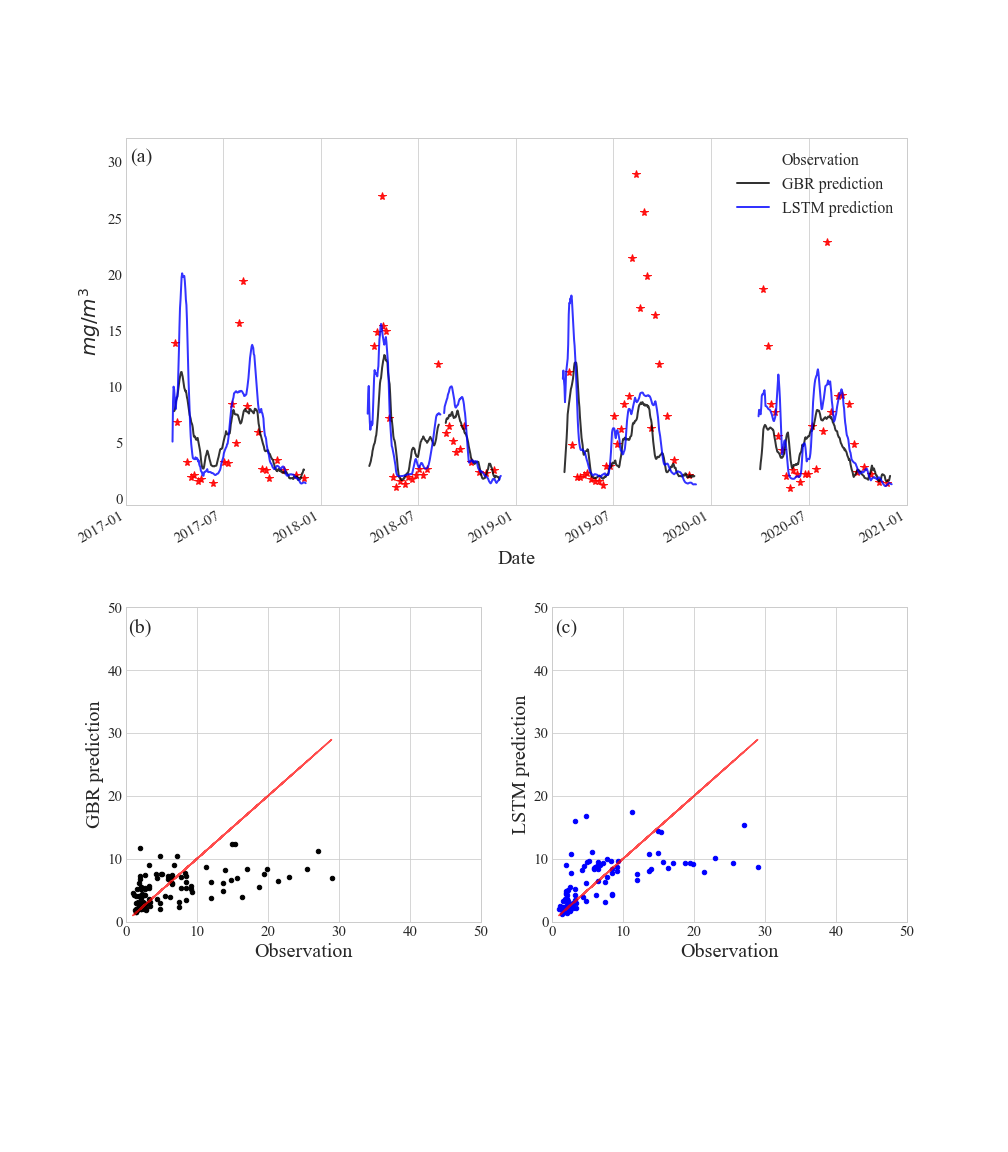 (a)
30
25
20
15
10
5
0
mg/m³
Observation
GBR prediction
LSTM prediction
2017-01
2017-07
2018-01
2018-07
2019-01
2019-07
2020-01
2020-07
2021-01
Date
(b)
50
40
30
20
10
0
GBR prediction
0 10 20 30 40 50
Observation
(c)
50
40
30
20
10
0
LSTM prediction
0 10 20 30 40 50
Observation